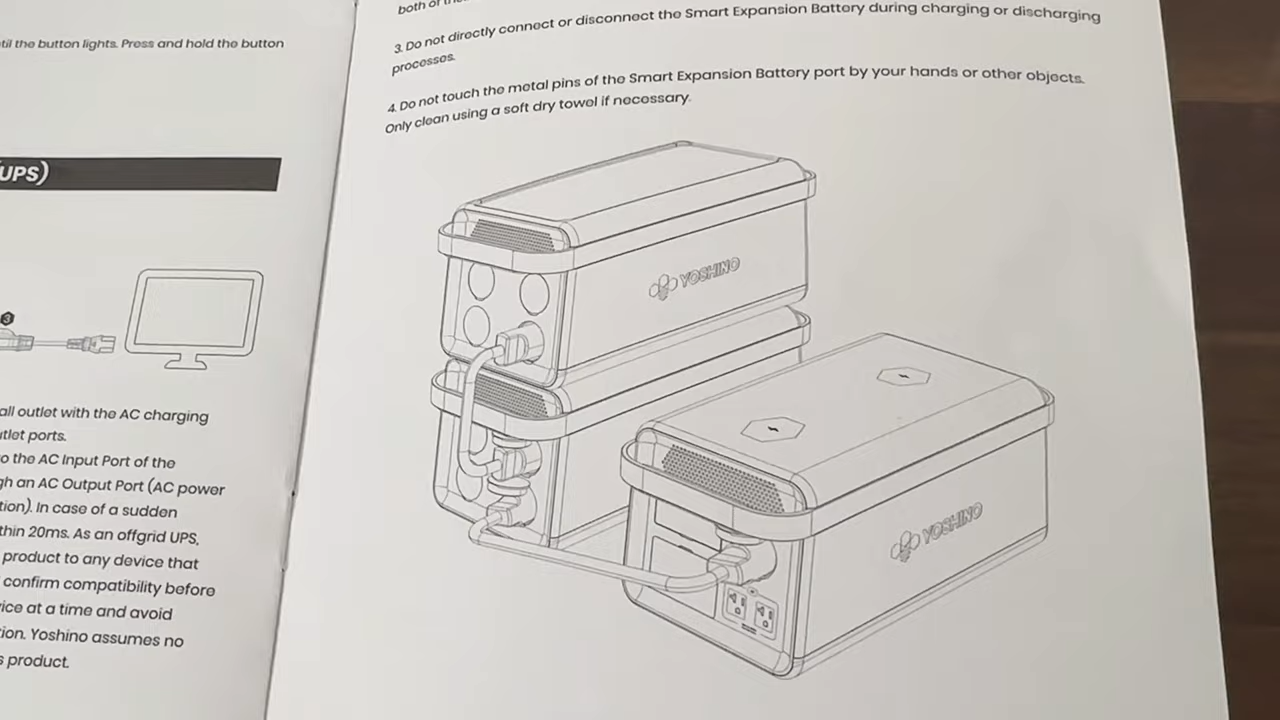 til the button lights. Press and hold the button
UPS)
3
all outlet with the AC charging
utlet ports.
o the AC Input Port of the
gh an AC Output Port (AC power
tion). In case of a sudden
thin 20ms. As an offgrid UPS,
product to any device that
confirm compatibility before
ice at a time and avoid
tion. Yoshino assumes no
s product.
both of
3. Do not directly connect or disconnect the Smart Expansion Battery during charging or discharging
processes.
4. Do not touch the metal pins of the Smart Expansion Battery port by your hands or other objects.
Only clean using a soft dry towel if necessary.
YOSHINO
YOSHINO